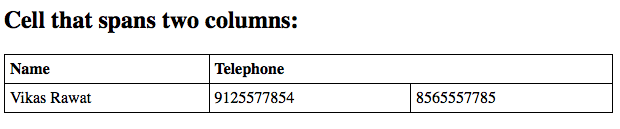 Cell that spans two columns:
Name Telephone
Vikas Rawat 9125577854 8565557785